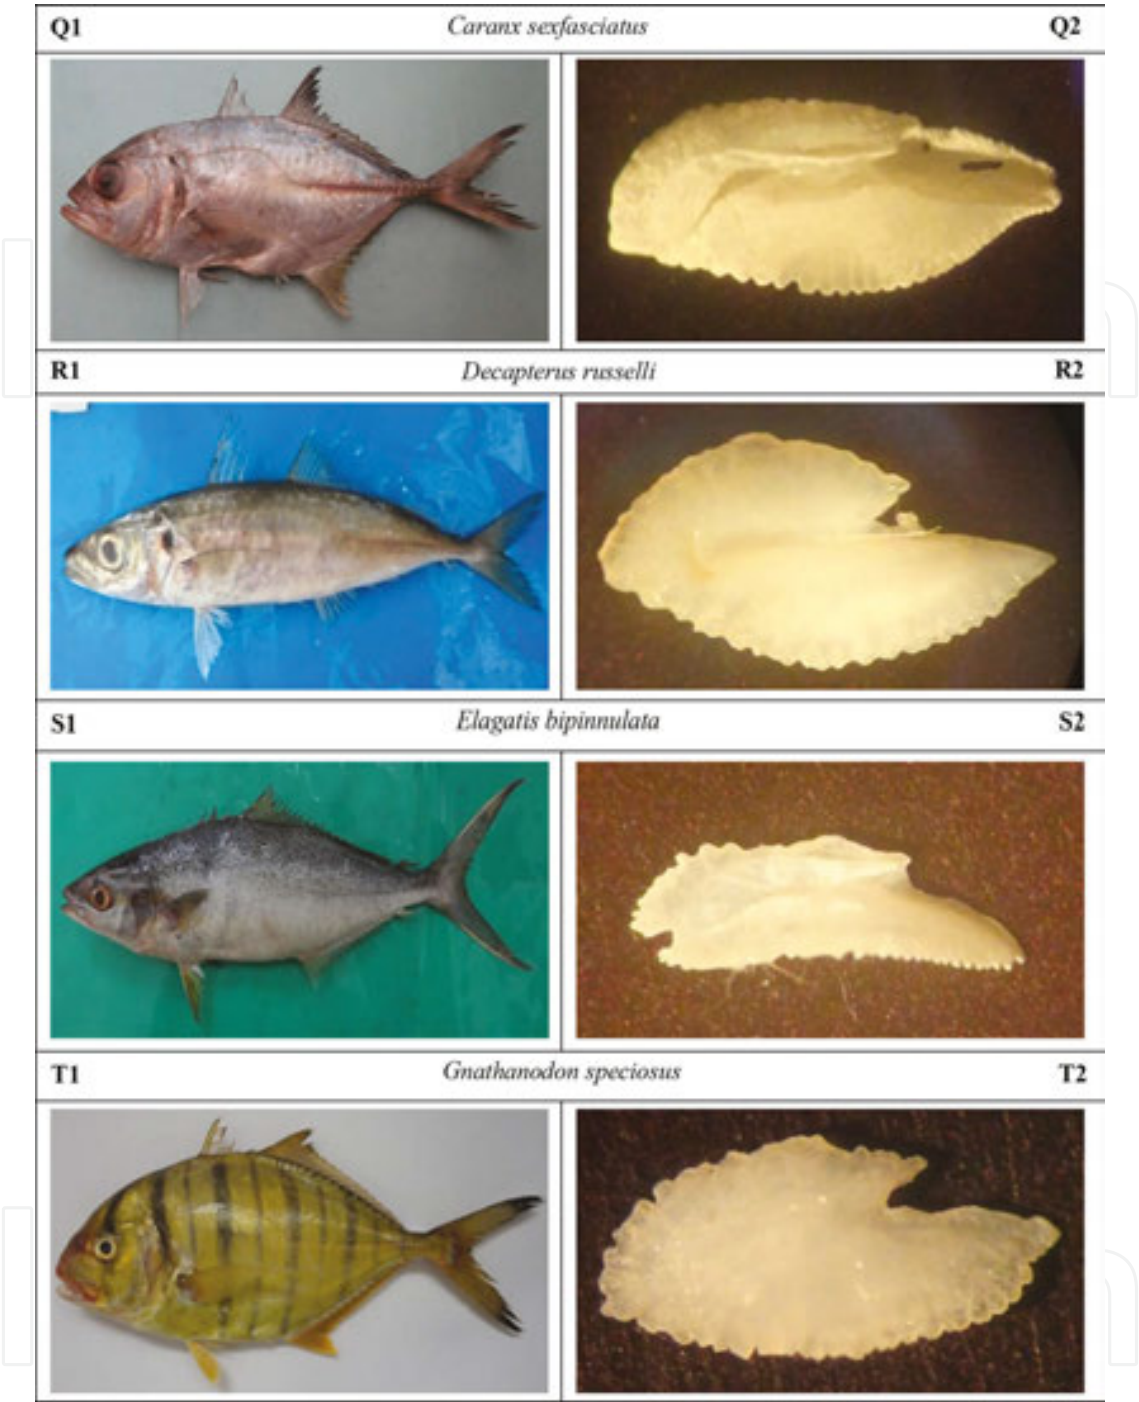 Q1 Caranx sexfasciatus Q2
R1 Decapterus russelli R2
S1 Elagatis bipinnulata S2
T1 Gnathanodon speciosus T2